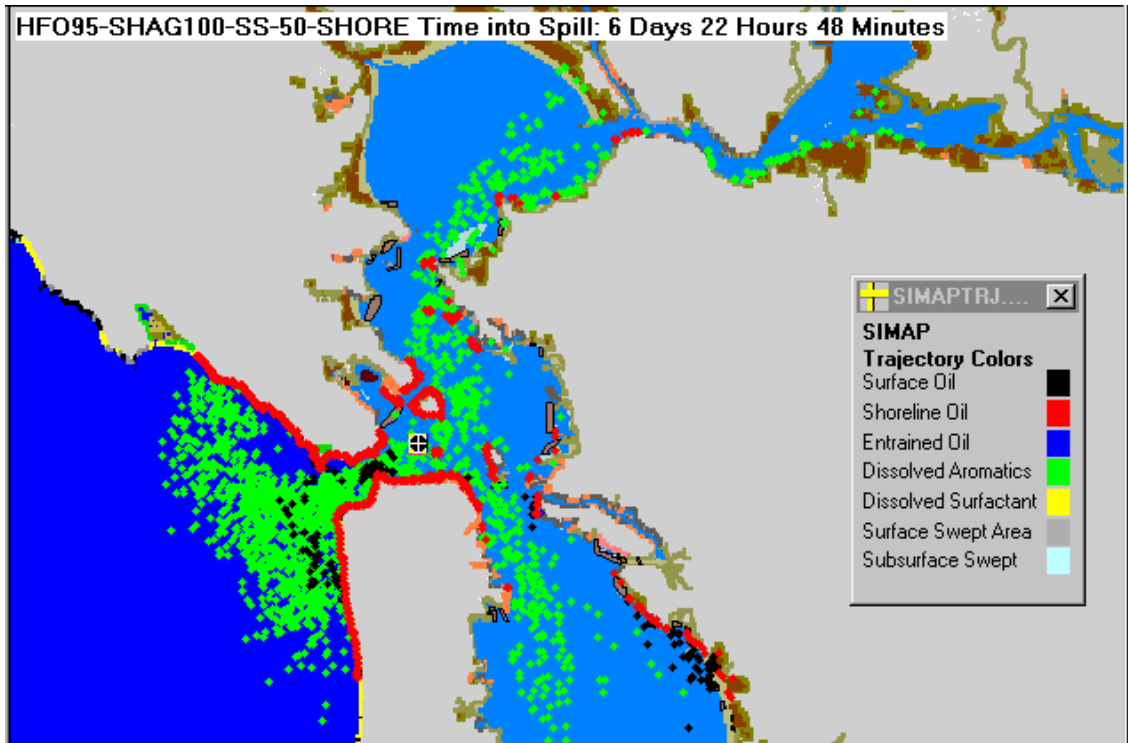 HFO95-SHAG100-SS-50-SHORE Time into Spill: 6 Days 22 Hours 48 Minutes
SIMAPTRJ....
SIMAP
Trajectory Colors
Surface Oil
Shoreline Oil
Entrained Oil
Dissolved Aromatics
Dissolved Surfactant
Surface Swept Area
Subsurface Swept